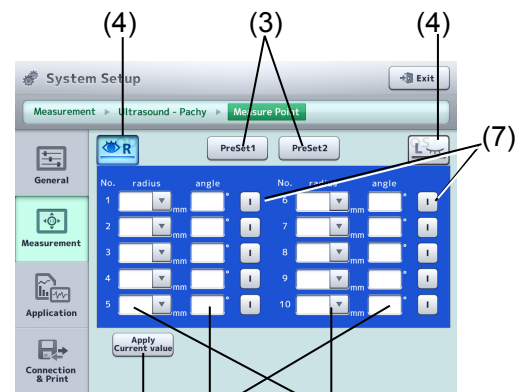 (4) (3) (4)
System Setup Exit
Measurement Ultrasound - Pachy Measure Point
R PreSet1 PreSet2 L
(7)
General
No. radius angle No. radius angle
1 mm ° I 6 mm ° I
2 mm ° I 7 mm ° I
Measurement
3 mm ° I 8 mm ° I
4 mm ° I 9 mm ° I
5 mm ° I 10 mm ° I
Application
Apply
Current value
Connection
& Print